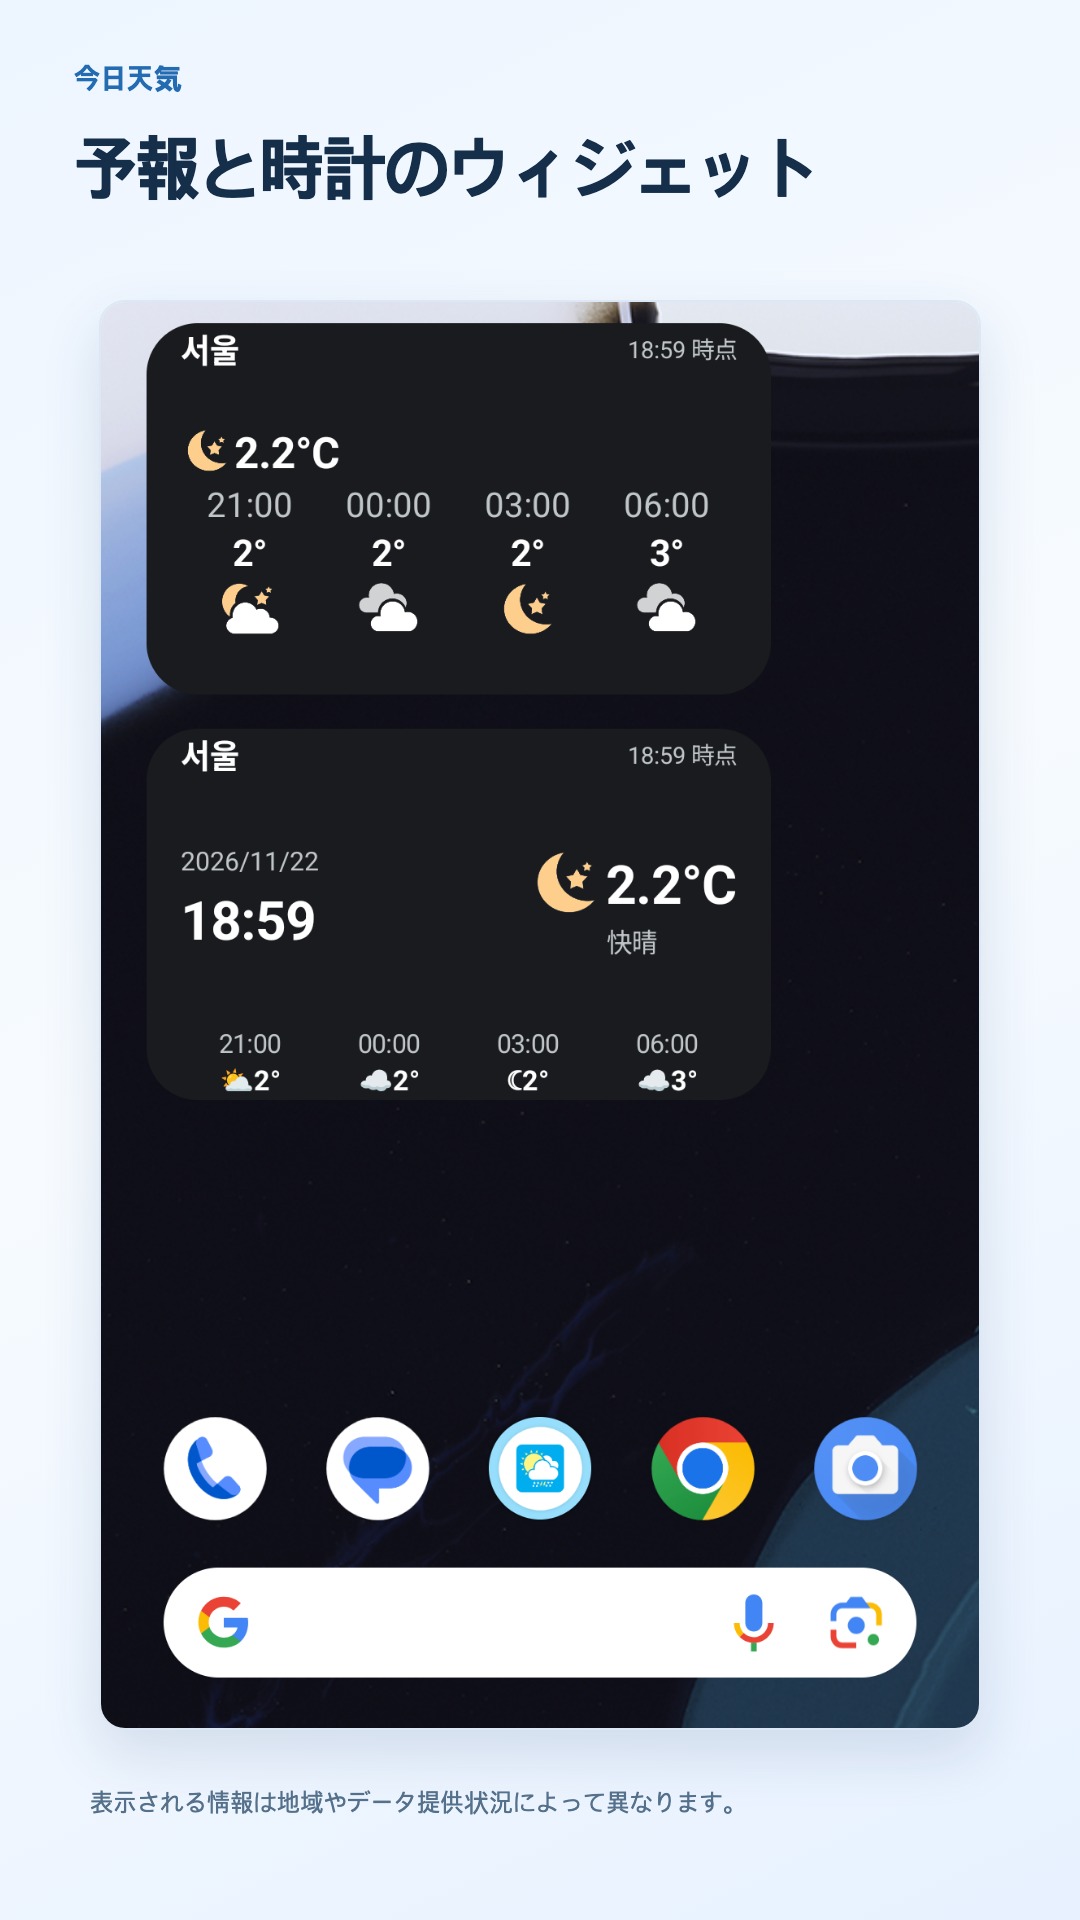 今日天気
予報と時計のウィジェット
서울
18:59 時点
2.2°C
21:00 00:00 03:00 06:00
2° 2° 2° 3°
서울
18:59 時点
2026/11/22
18:59
2.2°C
快晴
21:00 00:00 03:00 06:00
2° 2° 2° 3°
表示される情報は地域やデータ提供状況によって異なります。